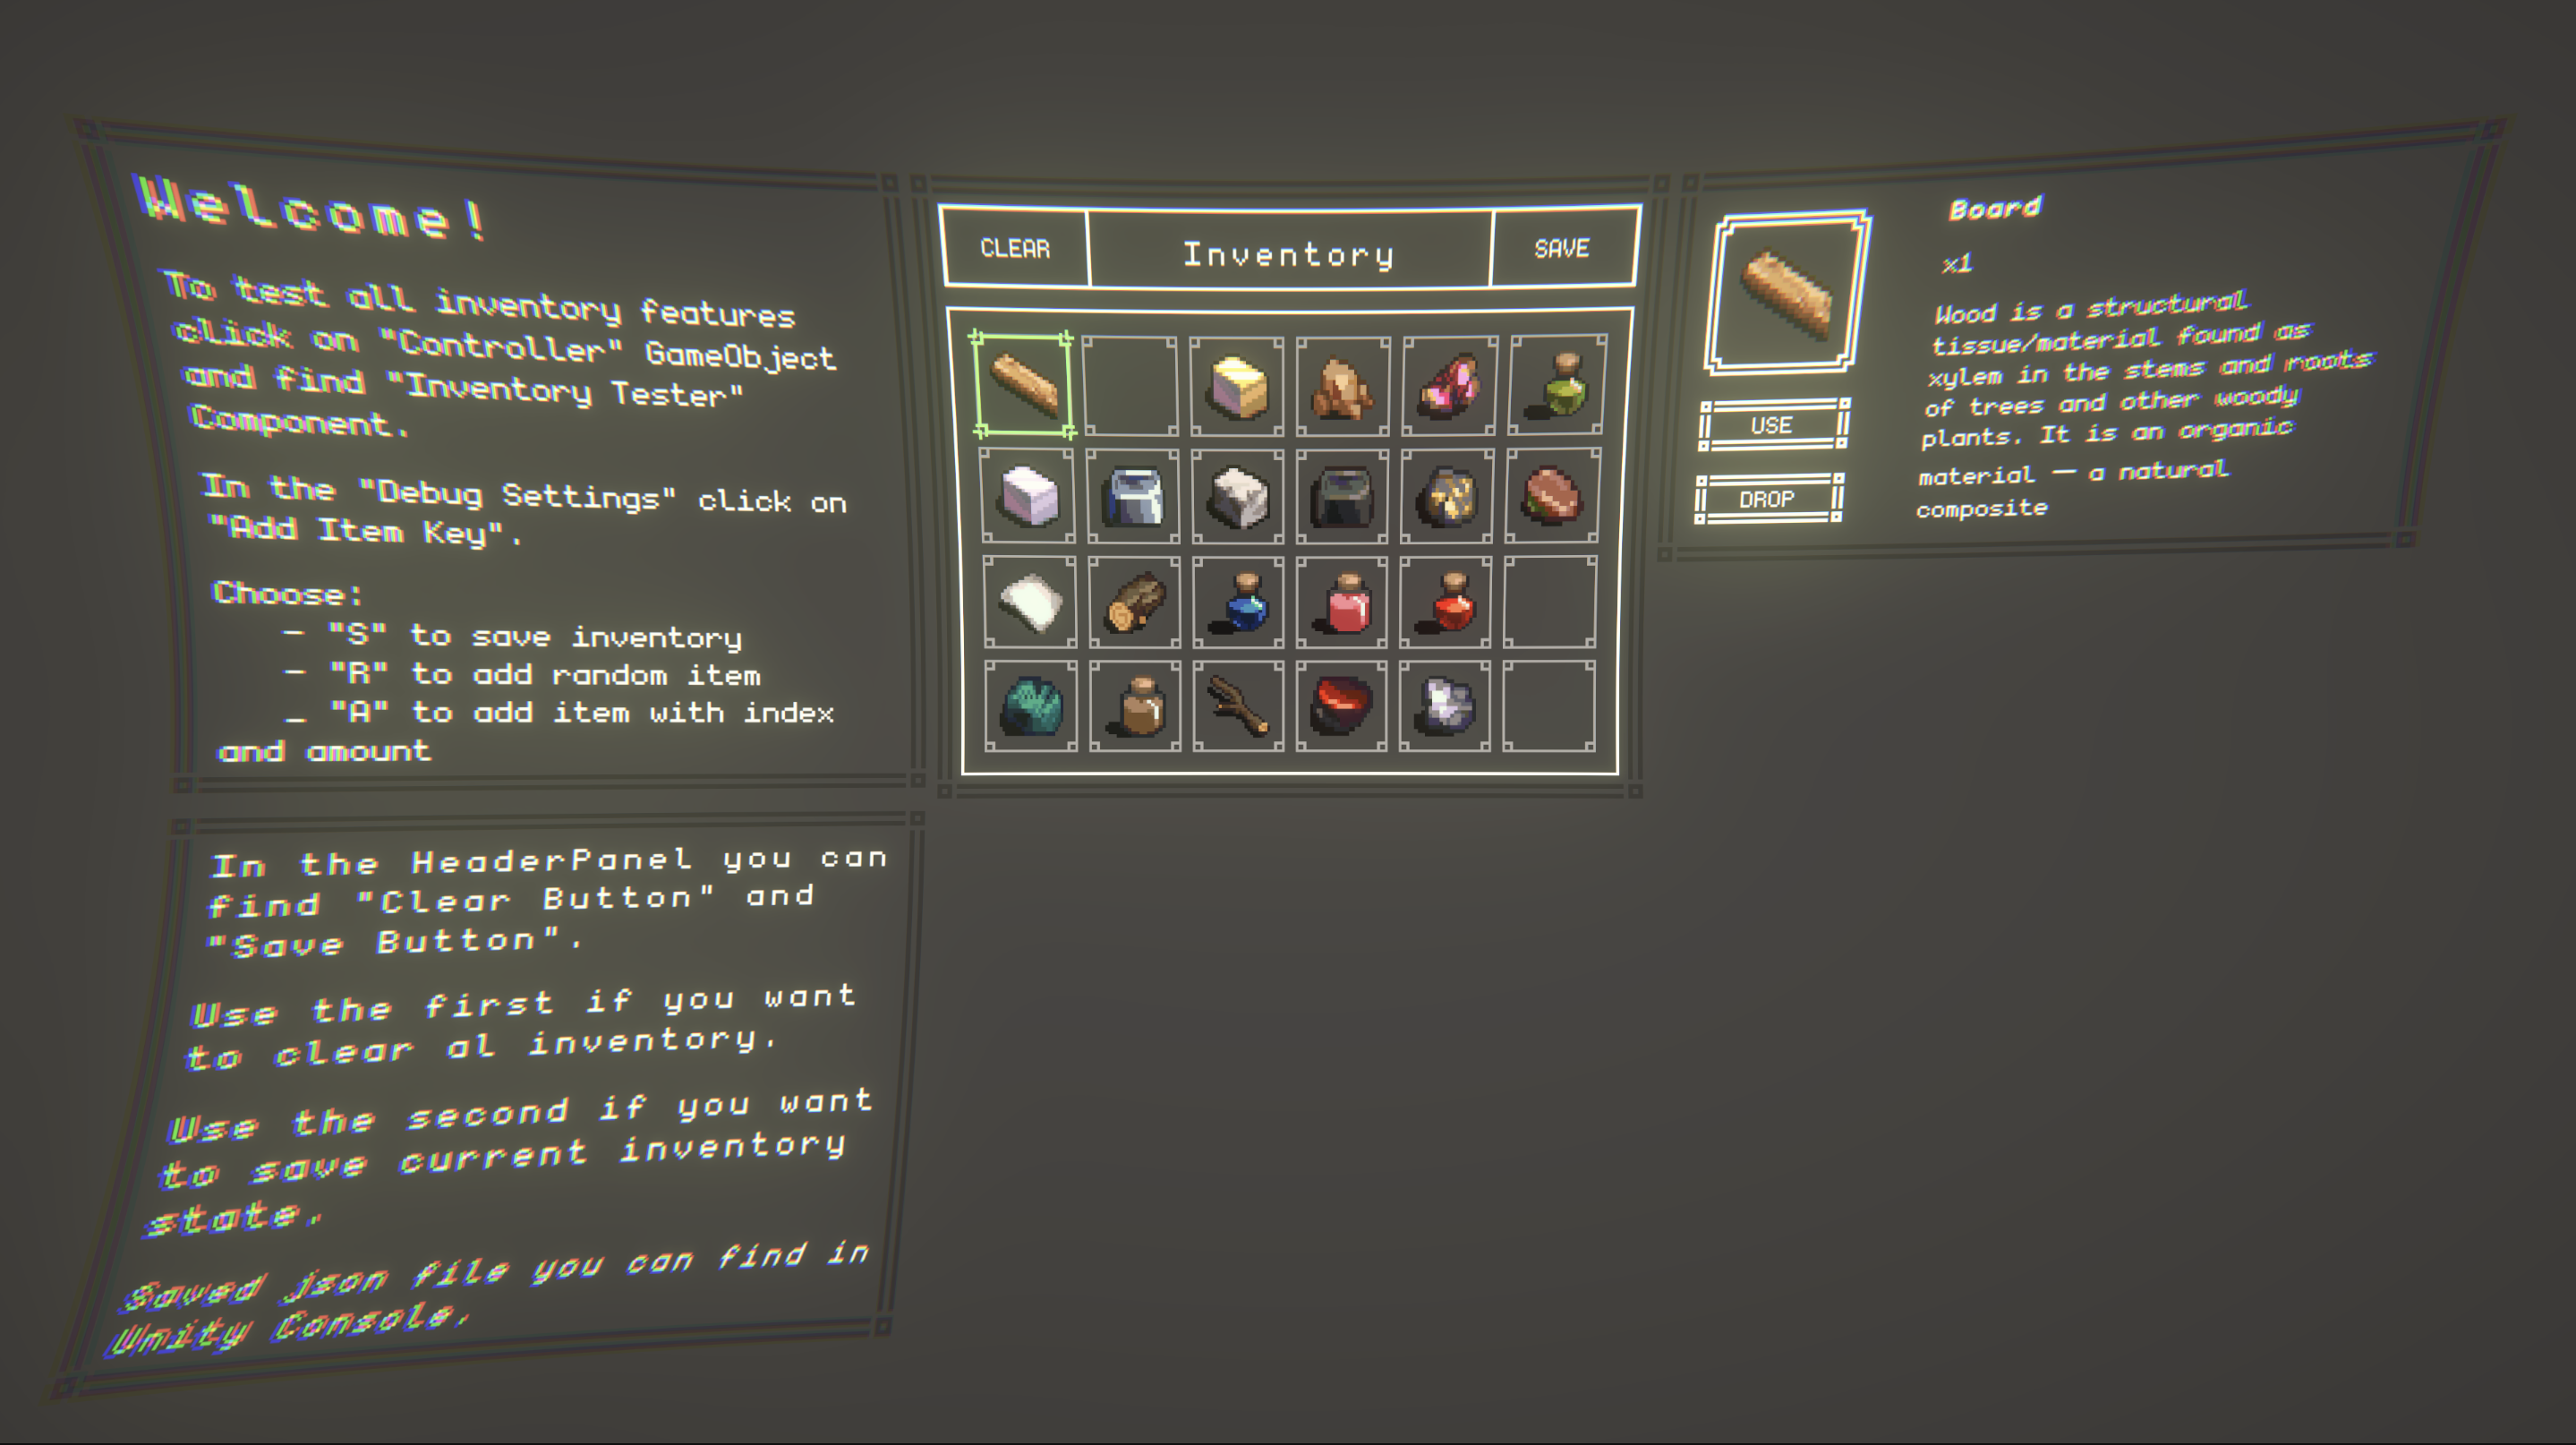 Welcome!
To test all inventory features
click on "Controller" GameObject
and find "Inventory Tester"
Component.
In the "Debug Settings" click on
"Add Item Key".
Choose:
– "S" to save inventory
– "R" to add random item
_ "A" to add item with index
and amount
In the HeaderPanel you can
find "Clear Button" and
"Save Button".
Use the first if you want
to clear al inventory.
Use the second if you want
to save current inventory
state.
Saved json file you can find in
Unity Console.
CLEAR
Inventory
SAVE
Board
x1
Wood is a structural
tissue/material found as
xylem in the stems and roots
of trees and other woody
plants. It is an organic
material — a natural
composite
USE
DROP